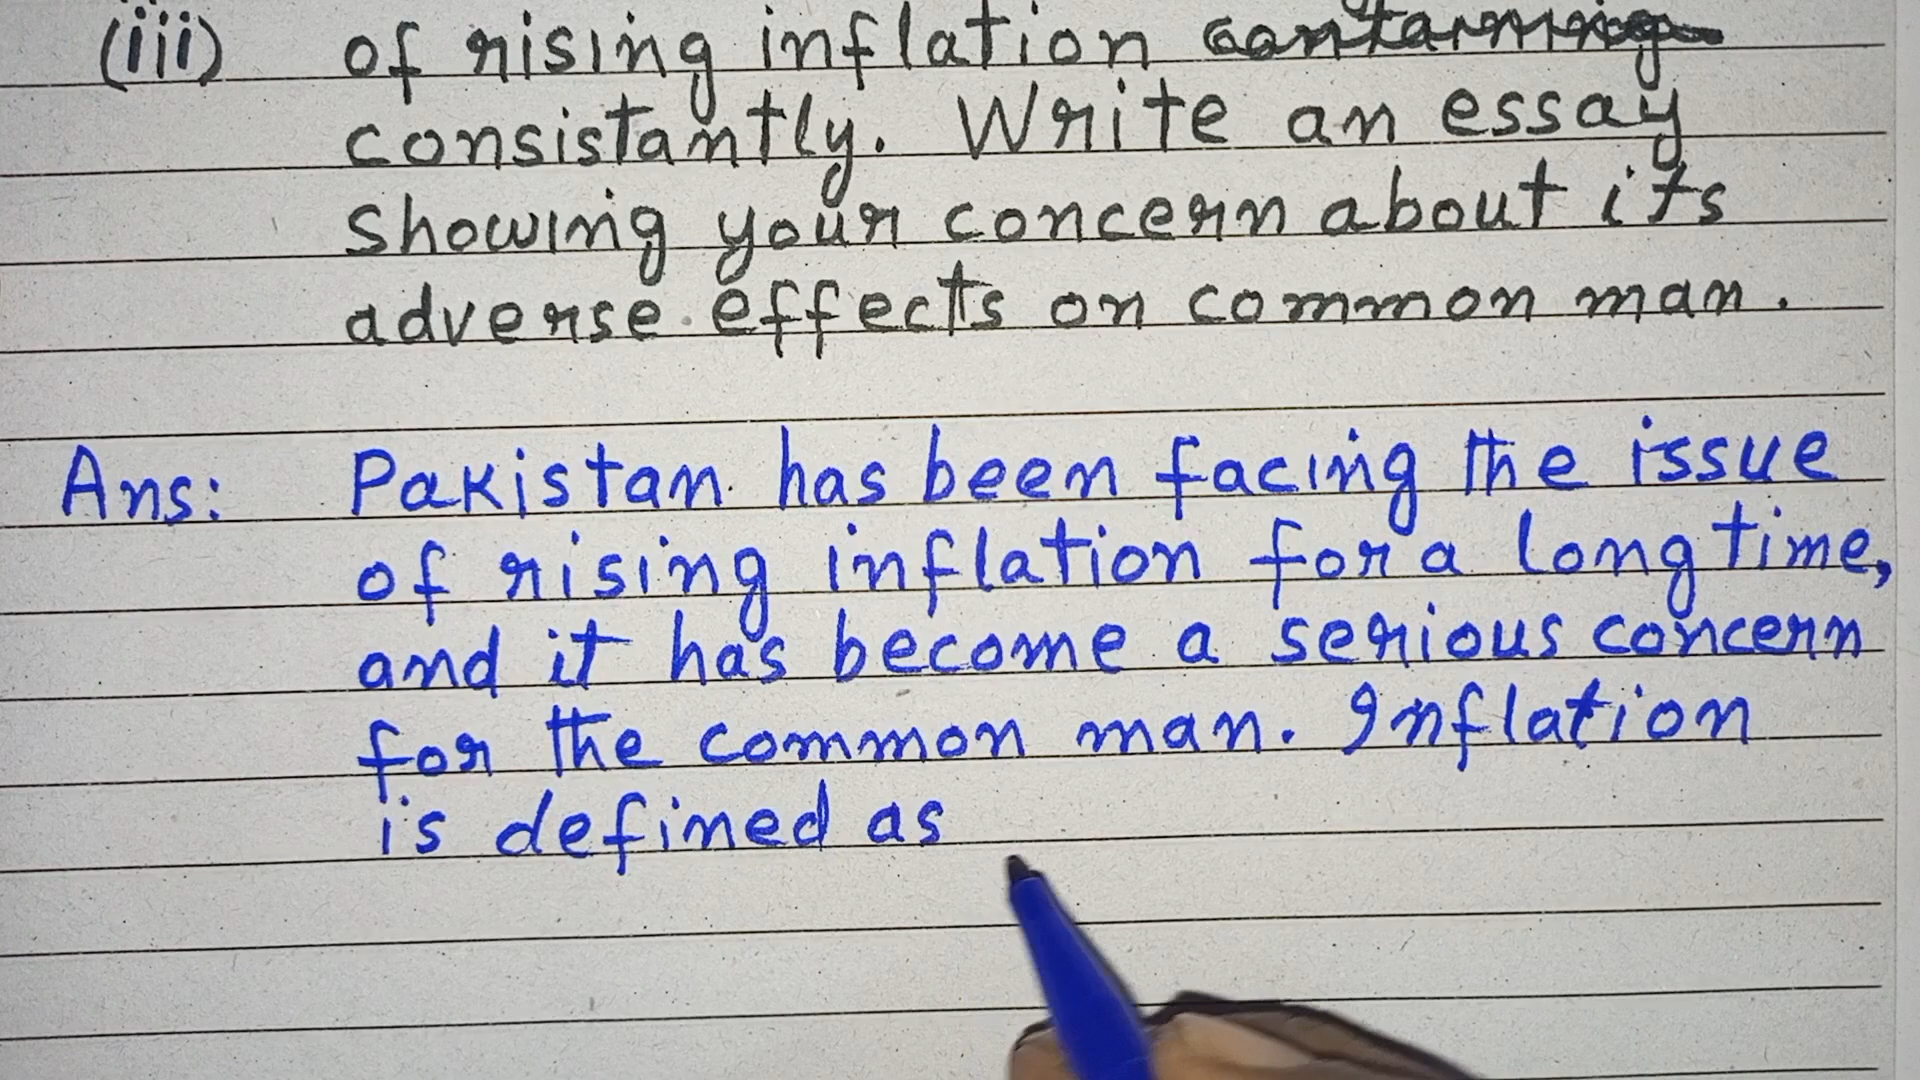 (iii) of rising inflation
consistantly. Write an essay
showing your concern about its
adverse effects on common man.
Ans: Pakistan has been facing the issue
of rising inflation for a long time,
and it has become a serious concern
for the common man. Inflation
is defined as